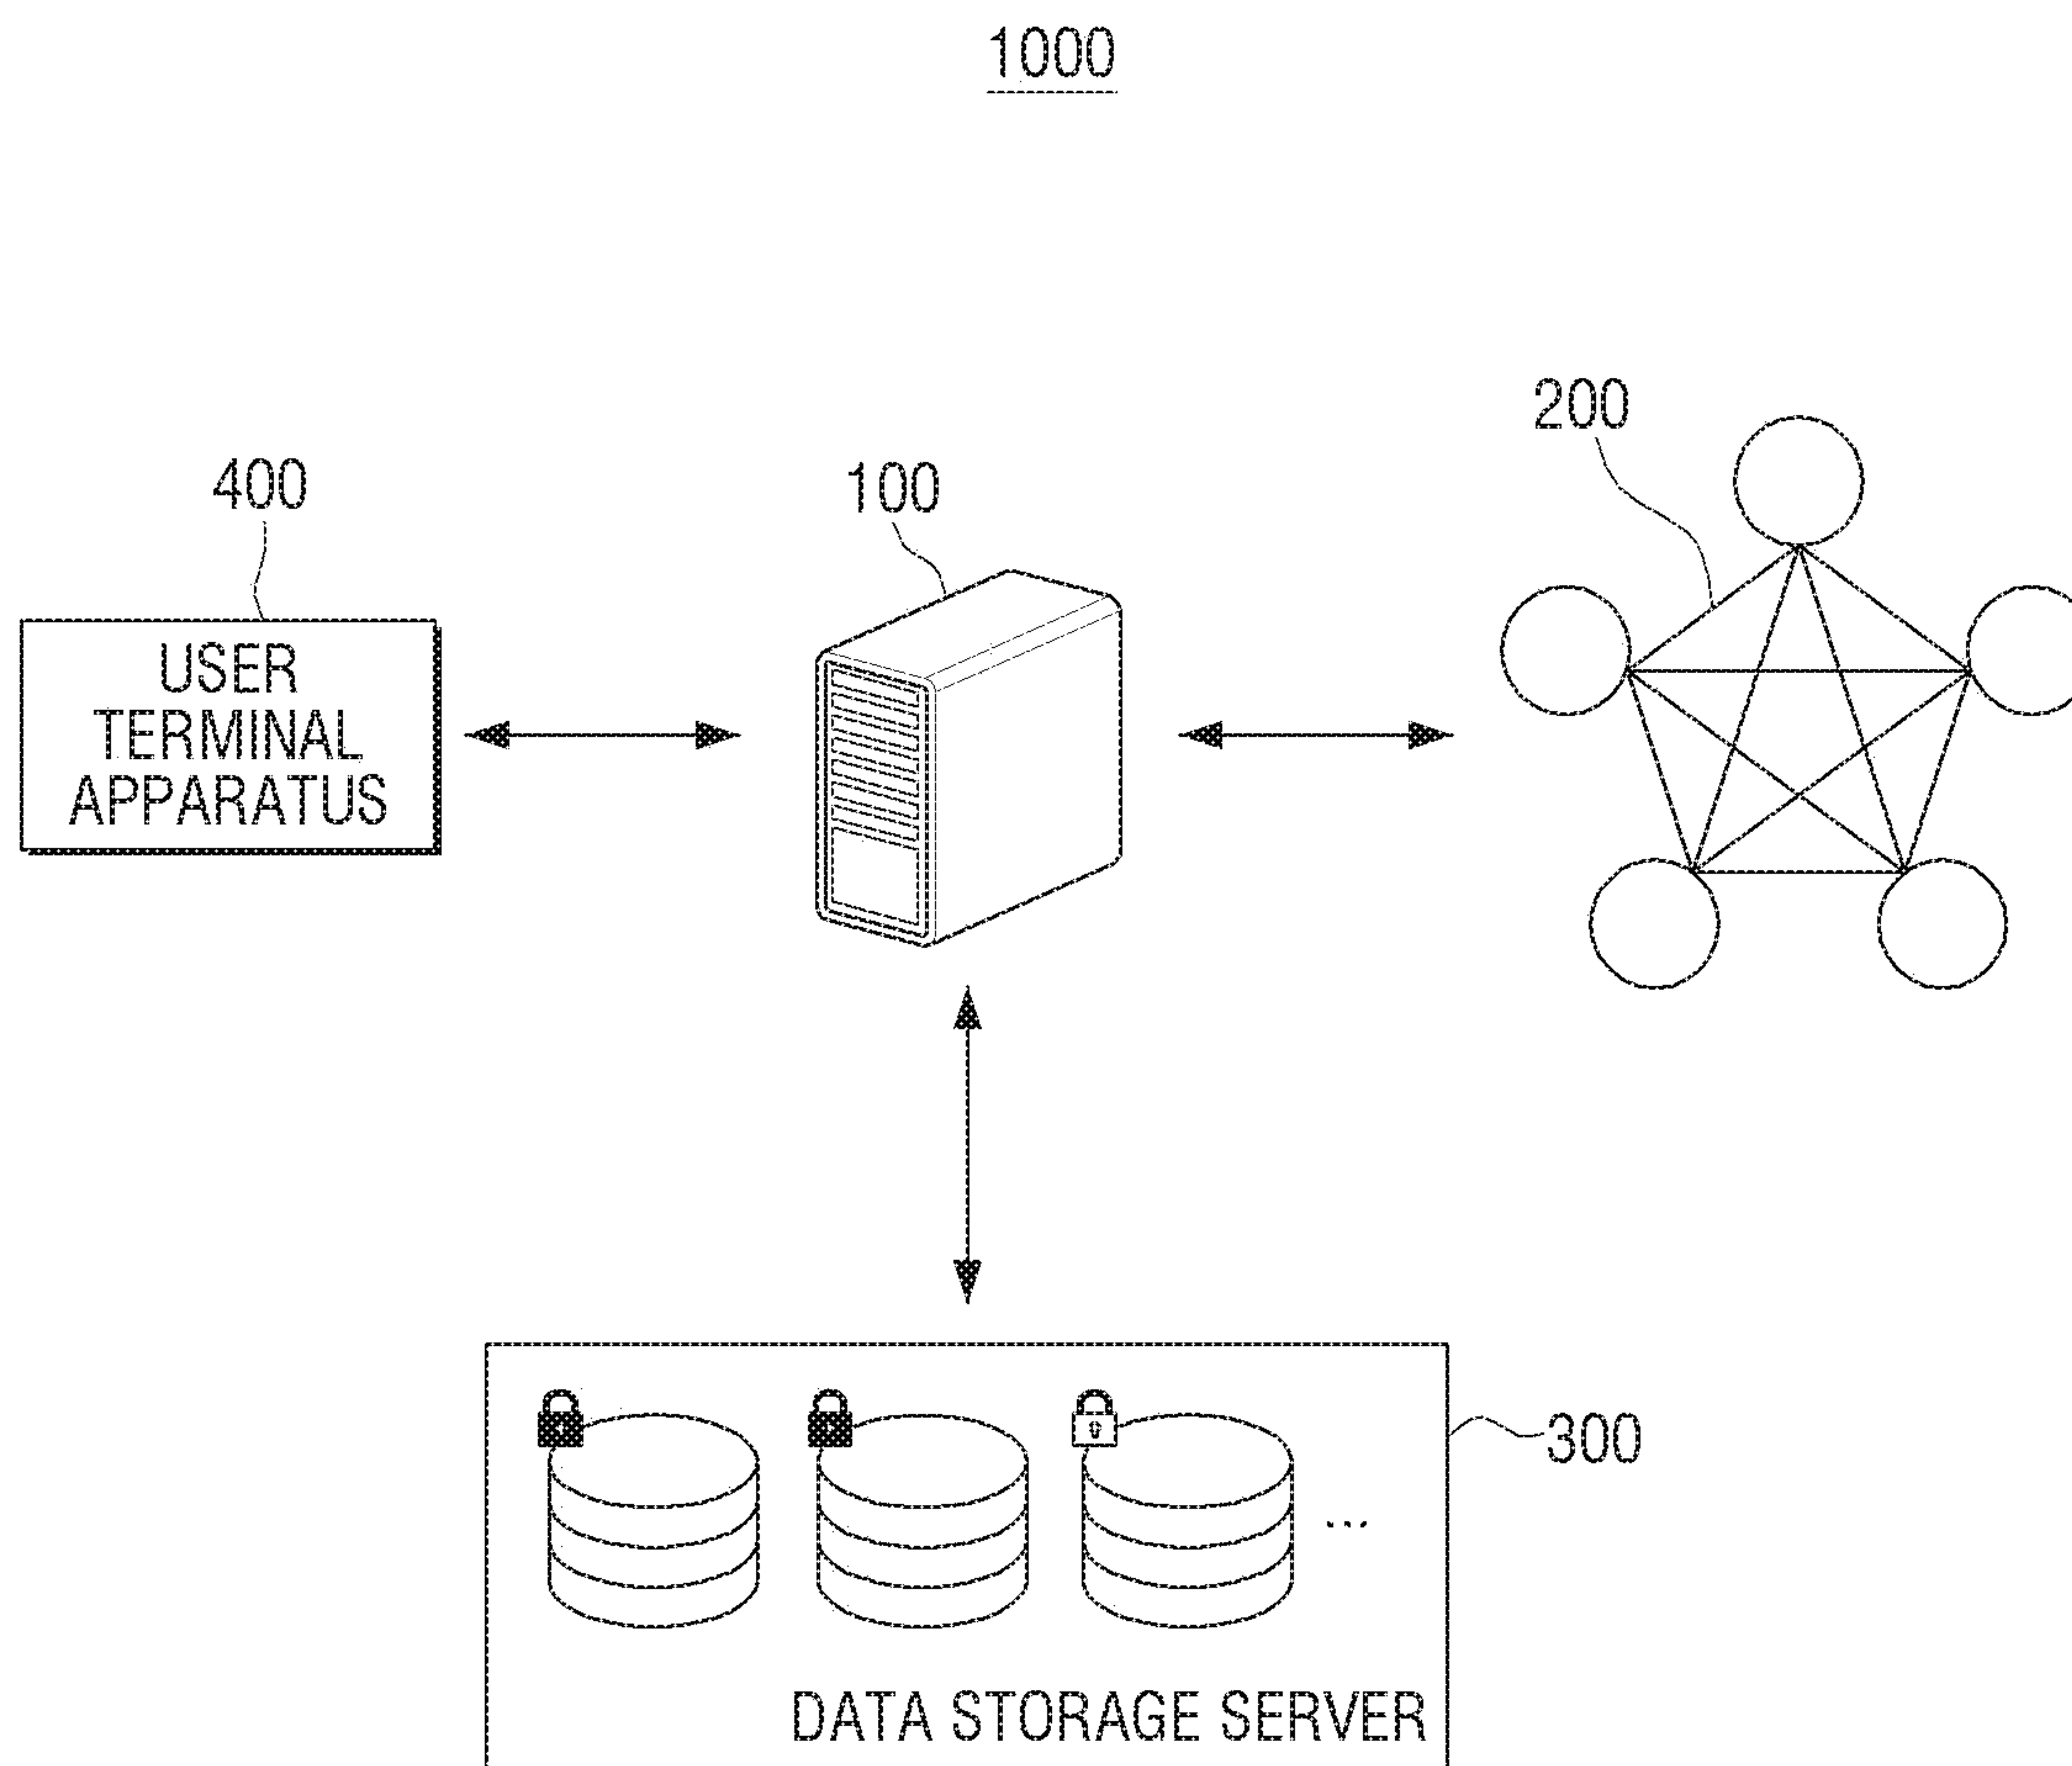 1000
200
400
100
USER
TERMINAL
APPARATUS
300
...
DATA STORAGE SERVER